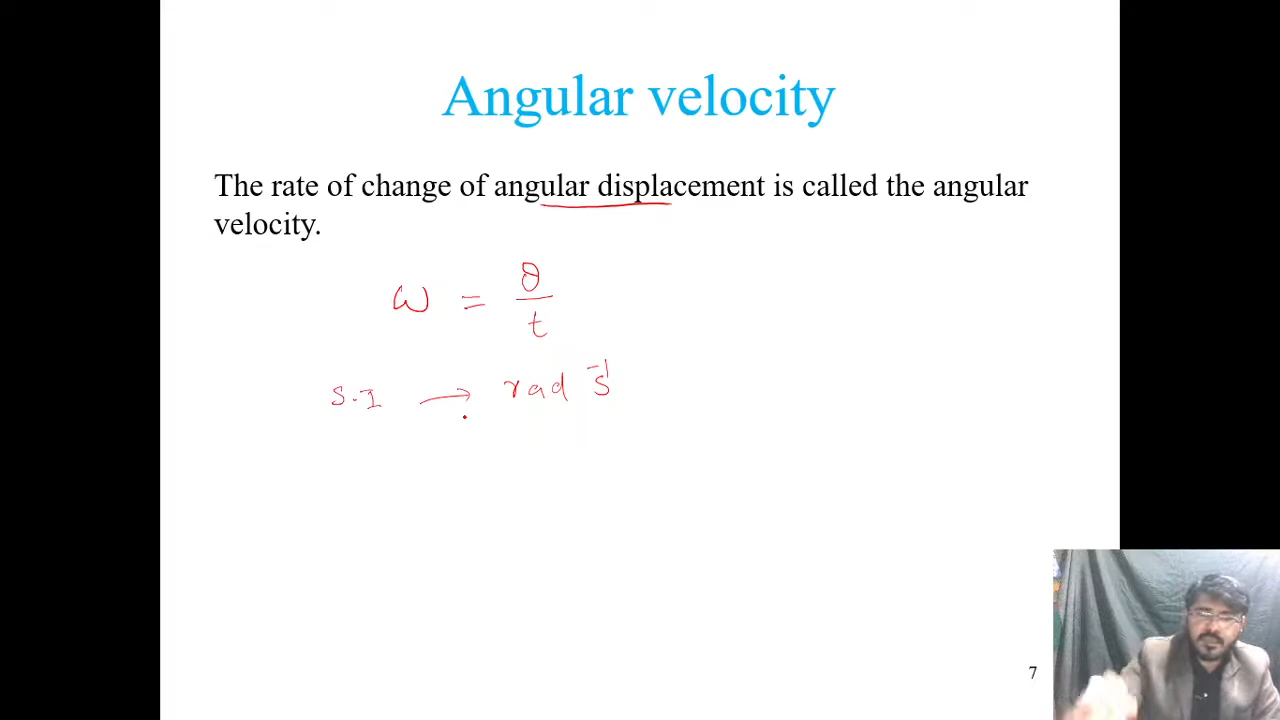 Angular velocity
The rate of change of angular displacement is called the angular
velocity.
ω = θ/t
S.I → rad s⁻¹
7